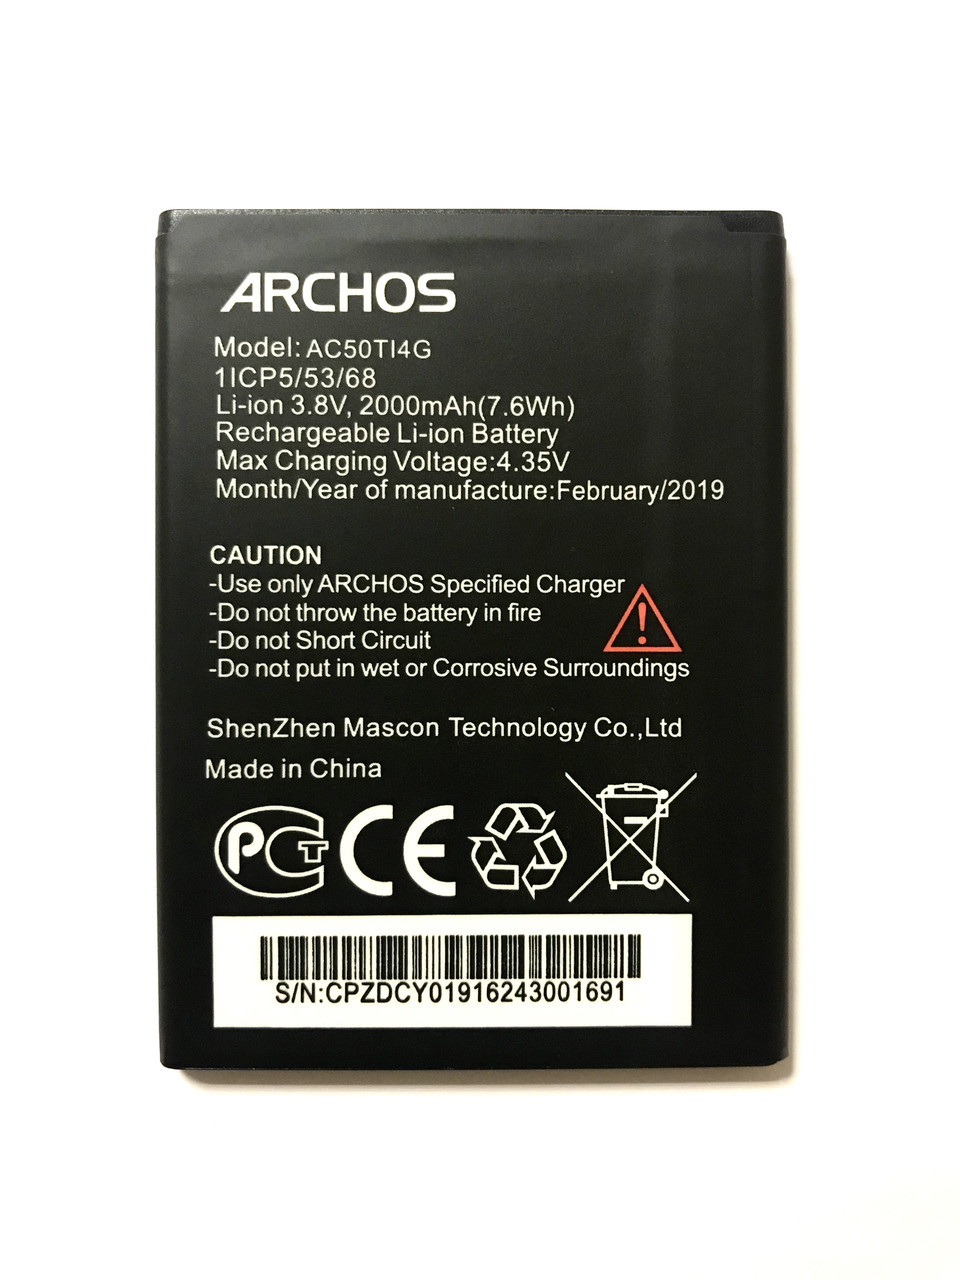 ARCHOS
Model: AC50TI4G
1ICP5/53/68
Li-ion 3.8V, 2000mAh(7.6Wh)
Rechargeable Li-ion Battery
Max Charging Voltage:4.35V
Month/Year of manufacture:February/2019
CAUTION
-Use only ARCHOS Specified Charger
-Do not throw the battery in fire
-Do not Short Circuit
-Do not put in wet or Corrosive Surroundings
ShenZhen Mascon Technology Co.,Ltd
Made in China
PCT CE
S/N:CPZDCY01916243001691